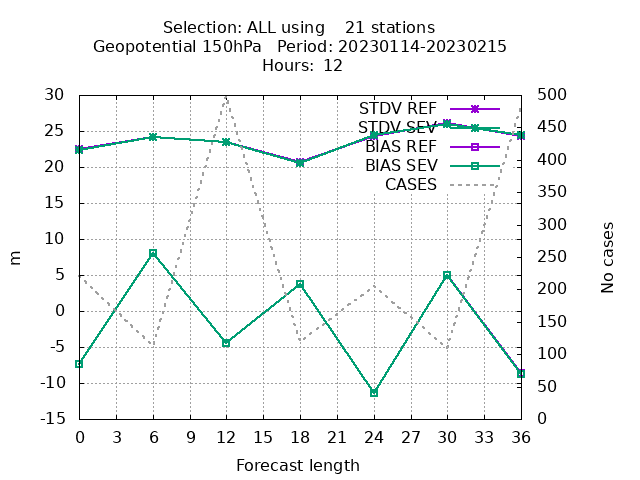 Selection: ALL using    21 stations
Geopotential 150hPa   Period: 20230114-20230215
Hours:  12
30
25
20
15
10
5
0
-5
-10
-15
m
500
450
400
350
300
250
200
150
100
50
0
No cases
STDV REF
STDV SEV
BIAS REF
BIAS SEV
CASES
0 3 6 9 12 15 18 21 24 27 30 33 36
Forecast length